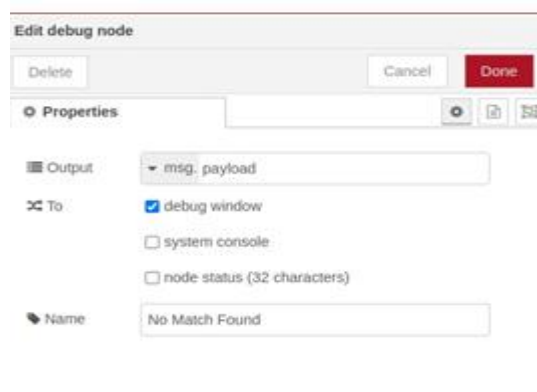 Edit debug node
Delete Cancel Done
Properties
Output msg. payload
To debug window
system console
node status (32 characters)
Name No Match Found